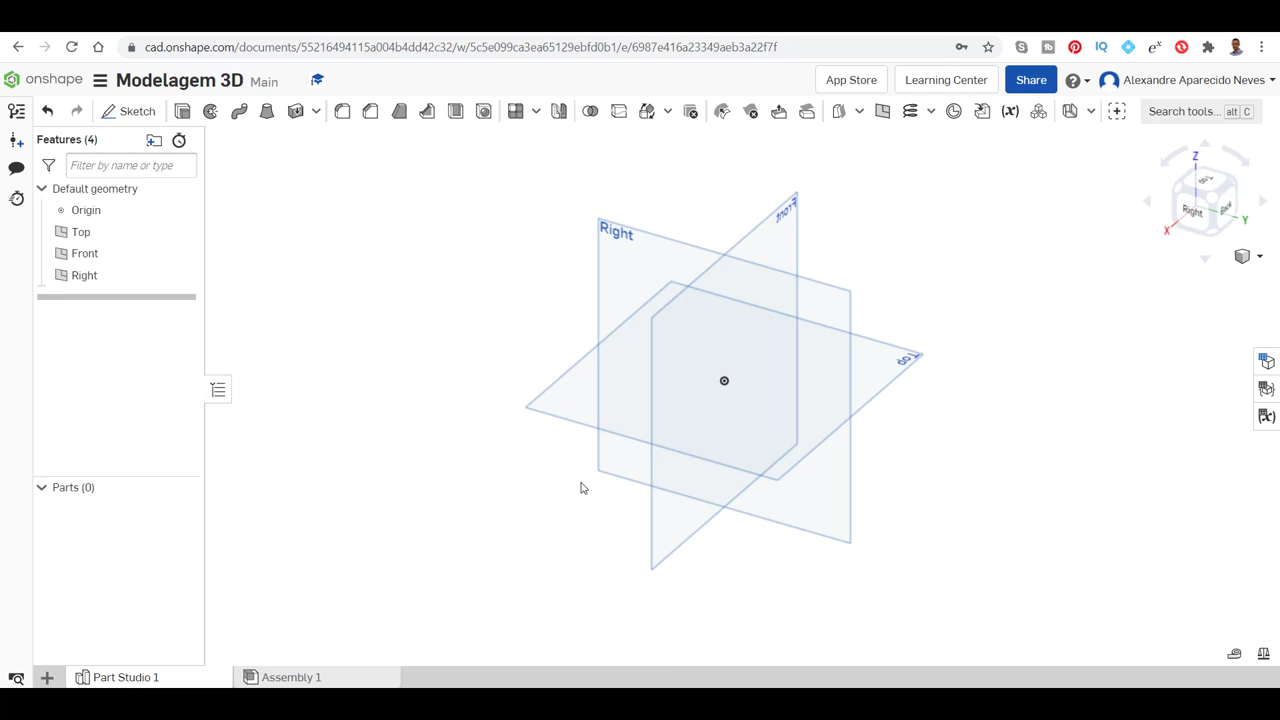 cad.onshape.com/documents/55216494115a004b4dd42c32/w/5c5e099ca3ea65129ebfd0b1/e/6987e416a23349aeb3a22f7f
onshape Modelagem 3D Main App Store Learning Center Share Alexandre Aparecido Neves
Sketch Search tools... alt C
Features (4)
Filter by name or type
Default geometry
Origin
Top
Front
Right
Parts (0)
Right
Front
Top
Z
Top
Right
Back
X
Y
Part Studio 1
Assembly 1